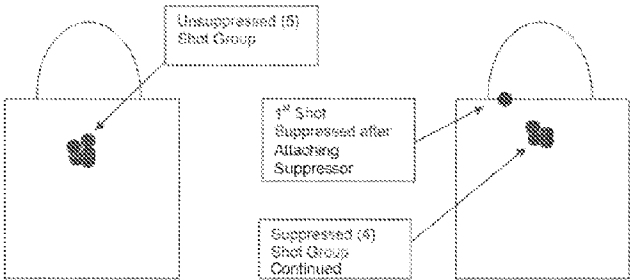 Unsuppressed (5)
Shot Group
1st Shot
Suppressed after
Attaching
Suppressor
Suppressed (4)
Shot Group
Continued